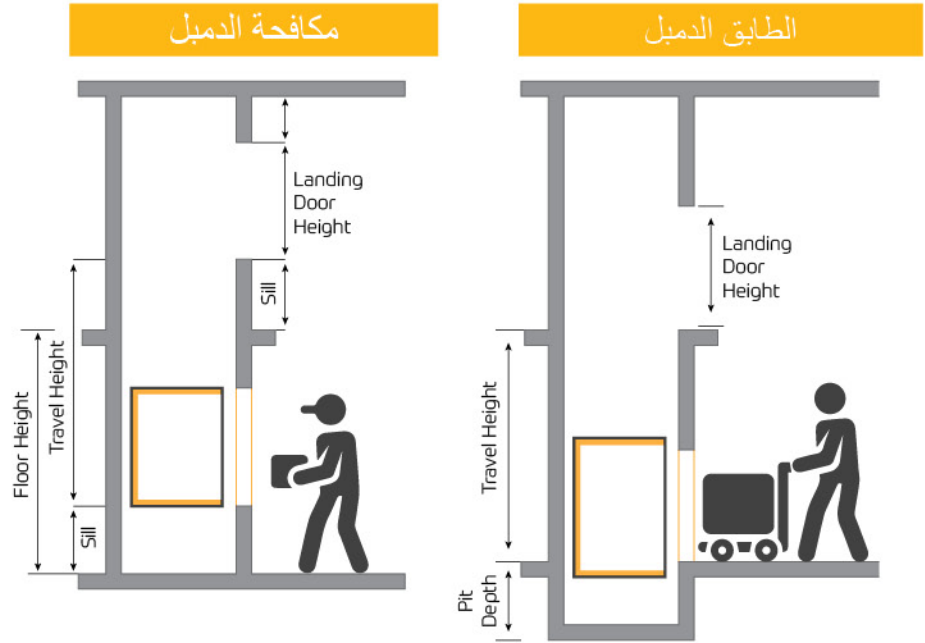 مكافحة الدمبل
الطابق الدمبل
Landing
Door
Height
Sill
Floor Height
Travel Height
Sill
Landing
Door
Height
Travel Height
Pit
Depth